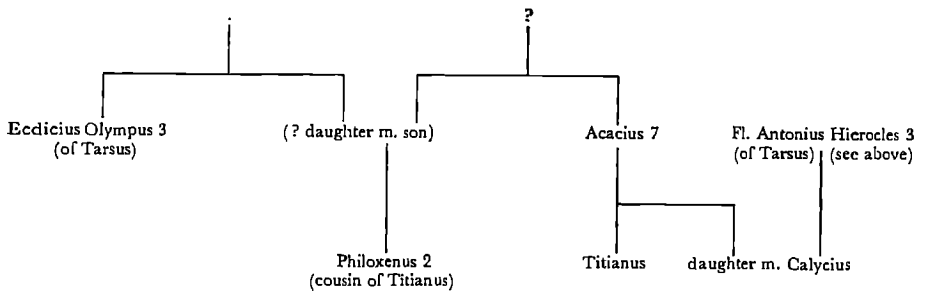 ?
Ecdicius Olympus 3
(of Tarsus)
(? daughter m. son)
Acacius 7
Fl. Antonius Hierocles 3
(of Tarsus) (see above)
Philoxenus 2
(cousin of Titianus)
Titianus
daughter m. Calycius